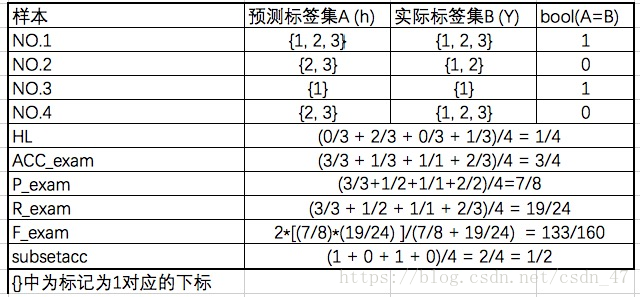 样本 预测标签集A (h) 实际标签集B (Y) bool(A=B)
NO.1 {1, 2, 3} {1, 2, 3} 1
NO.2 {2, 3} {1, 2} 0
NO.3 {1} {1} 1
NO.4 {2, 3} {1, 2, 3} 0
HL (0/3 + 2/3 + 0/3 + 1/3)/4 = 1/4
ACC_exam (3/3 + 1/3 + 1/1 + 2/3)/4 = 3/4
P_exam (3/3+1/2+1/1+2/2)/4=7/8
R_exam (3/3 + 1/2 + 1/1 + 2/3)/4 = 19/24
F_exam 2*[(7/8)*(19/24) ]/(7/8 + 19/24) = 133/160
subsetacc (1 + 0 + 1 + 0)/4 = 2/4 = 1/2
{}中为标记为1对应的下标
https://blog.csdn.net/csdn_47